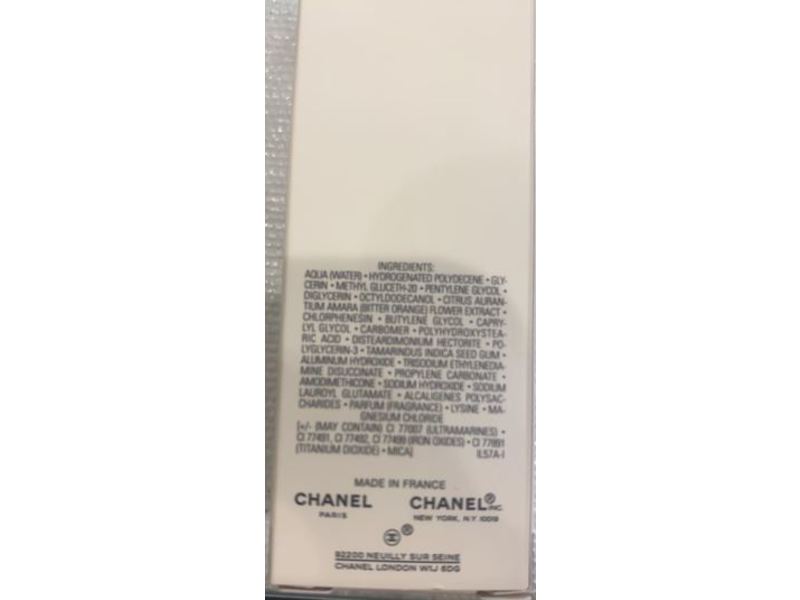 INGREDIENTS:
AQUA (WATER) • HYDROGENATED POLYDECENE • GLY-
CERIN • METHYL GLUCETH-20 • PENTYLENE GLYCOL •
DIGLYCERIN • OCTYLDODECANOL • CITRUS AURAN-
TIUM AMARA (BITTER ORANGE) FLOWER EXTRACT •
CHLORPHENESIN • BUTYLENE GLYCOL • CAPRY-
LYL GLYCOL • CARBOMER • POLYHYDROXYSTEA-
RIC ACID • DISTEARDIMONIUM HECTORITE • PO-
LYGLYCERIN-3 • TAMARINDUS INDICA SEED GUM •
ALUMINUM HYDROXIDE • TRISODIUM ETHYLENEDIA-
MINE DISUCCINATE • PROPYLENE CARBONATE •
AMODIMETHICONE • SODIUM HYDROXIDE • SODIUM
LAUROYL GLUTAMATE • ALCALIGENES POLYSAC-
CHARIDES • PARFUM (FRAGRANCE) • LYSINE • MA-
GNESIUM CHLORIDE
[+/- (MAY CONTAIN) CI 77007 (ULTRAMARINES) •
CI 77491, CI 77492, CI 77499 (IRON OXIDES) • CI 77891
(TITANIUM DIOXIDE) • MICA] IL57A-I
MADE IN FRANCE
CHANEL CHANEL® INC.
PARIS NEW YORK, N.Y. 10019
®
92200 NEUILLY SUR SEINE
CHANEL LONDON W1J 6DG